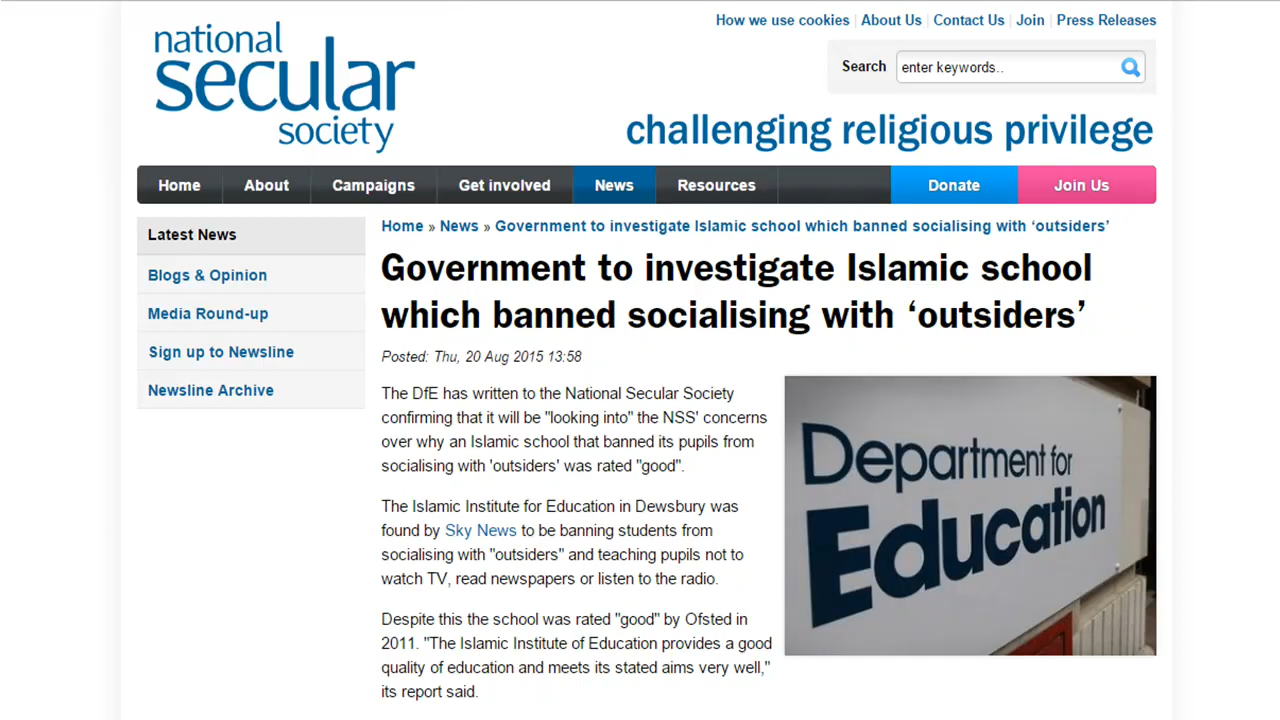 How we use cookies | About Us | Contact Us | Join | Press Releases
national
secular
society
Search enter keywords..
challenging religious privilege
Home About Campaigns Get involved News Resources Donate Join Us
Latest News
Blogs & Opinion
Media Round-up
Sign up to Newsline
Newsline Archive
Home » News » Government to investigate Islamic school which banned socialising with ‘outsiders’
Government to investigate Islamic school
which banned socialising with ‘outsiders’
Posted: Thu, 20 Aug 2015 13:58
The DfE has written to the National Secular Society
confirming that it will be "looking into" the NSS' concerns
over why an Islamic school that banned its pupils from
socialising with 'outsiders' was rated "good".
The Islamic Institute for Education in Dewsbury was
found by Sky News to be banning students from
socialising with "outsiders" and teaching pupils not to
watch TV, read newspapers or listen to the radio.
Despite this the school was rated "good" by Ofsted in
2011. "The Islamic Institute of Education provides a good
quality of education and meets its stated aims very well,"
its report said.
Department for
Education